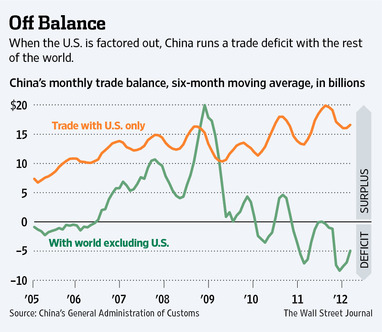 Off Balance
When the U.S. is factored out, China runs a trade deficit with the rest
of the world.
China's monthly trade balance, six-month moving average, in billions
$20
Trade with U.S. only
15
10
5
SURPLUS
0
With world excluding U.S.
DEFICIT
−5
−10
'05 '06 '07 '08 '09 '10 '11 '12
Source: China's General Administration of Customs The Wall Street Journal